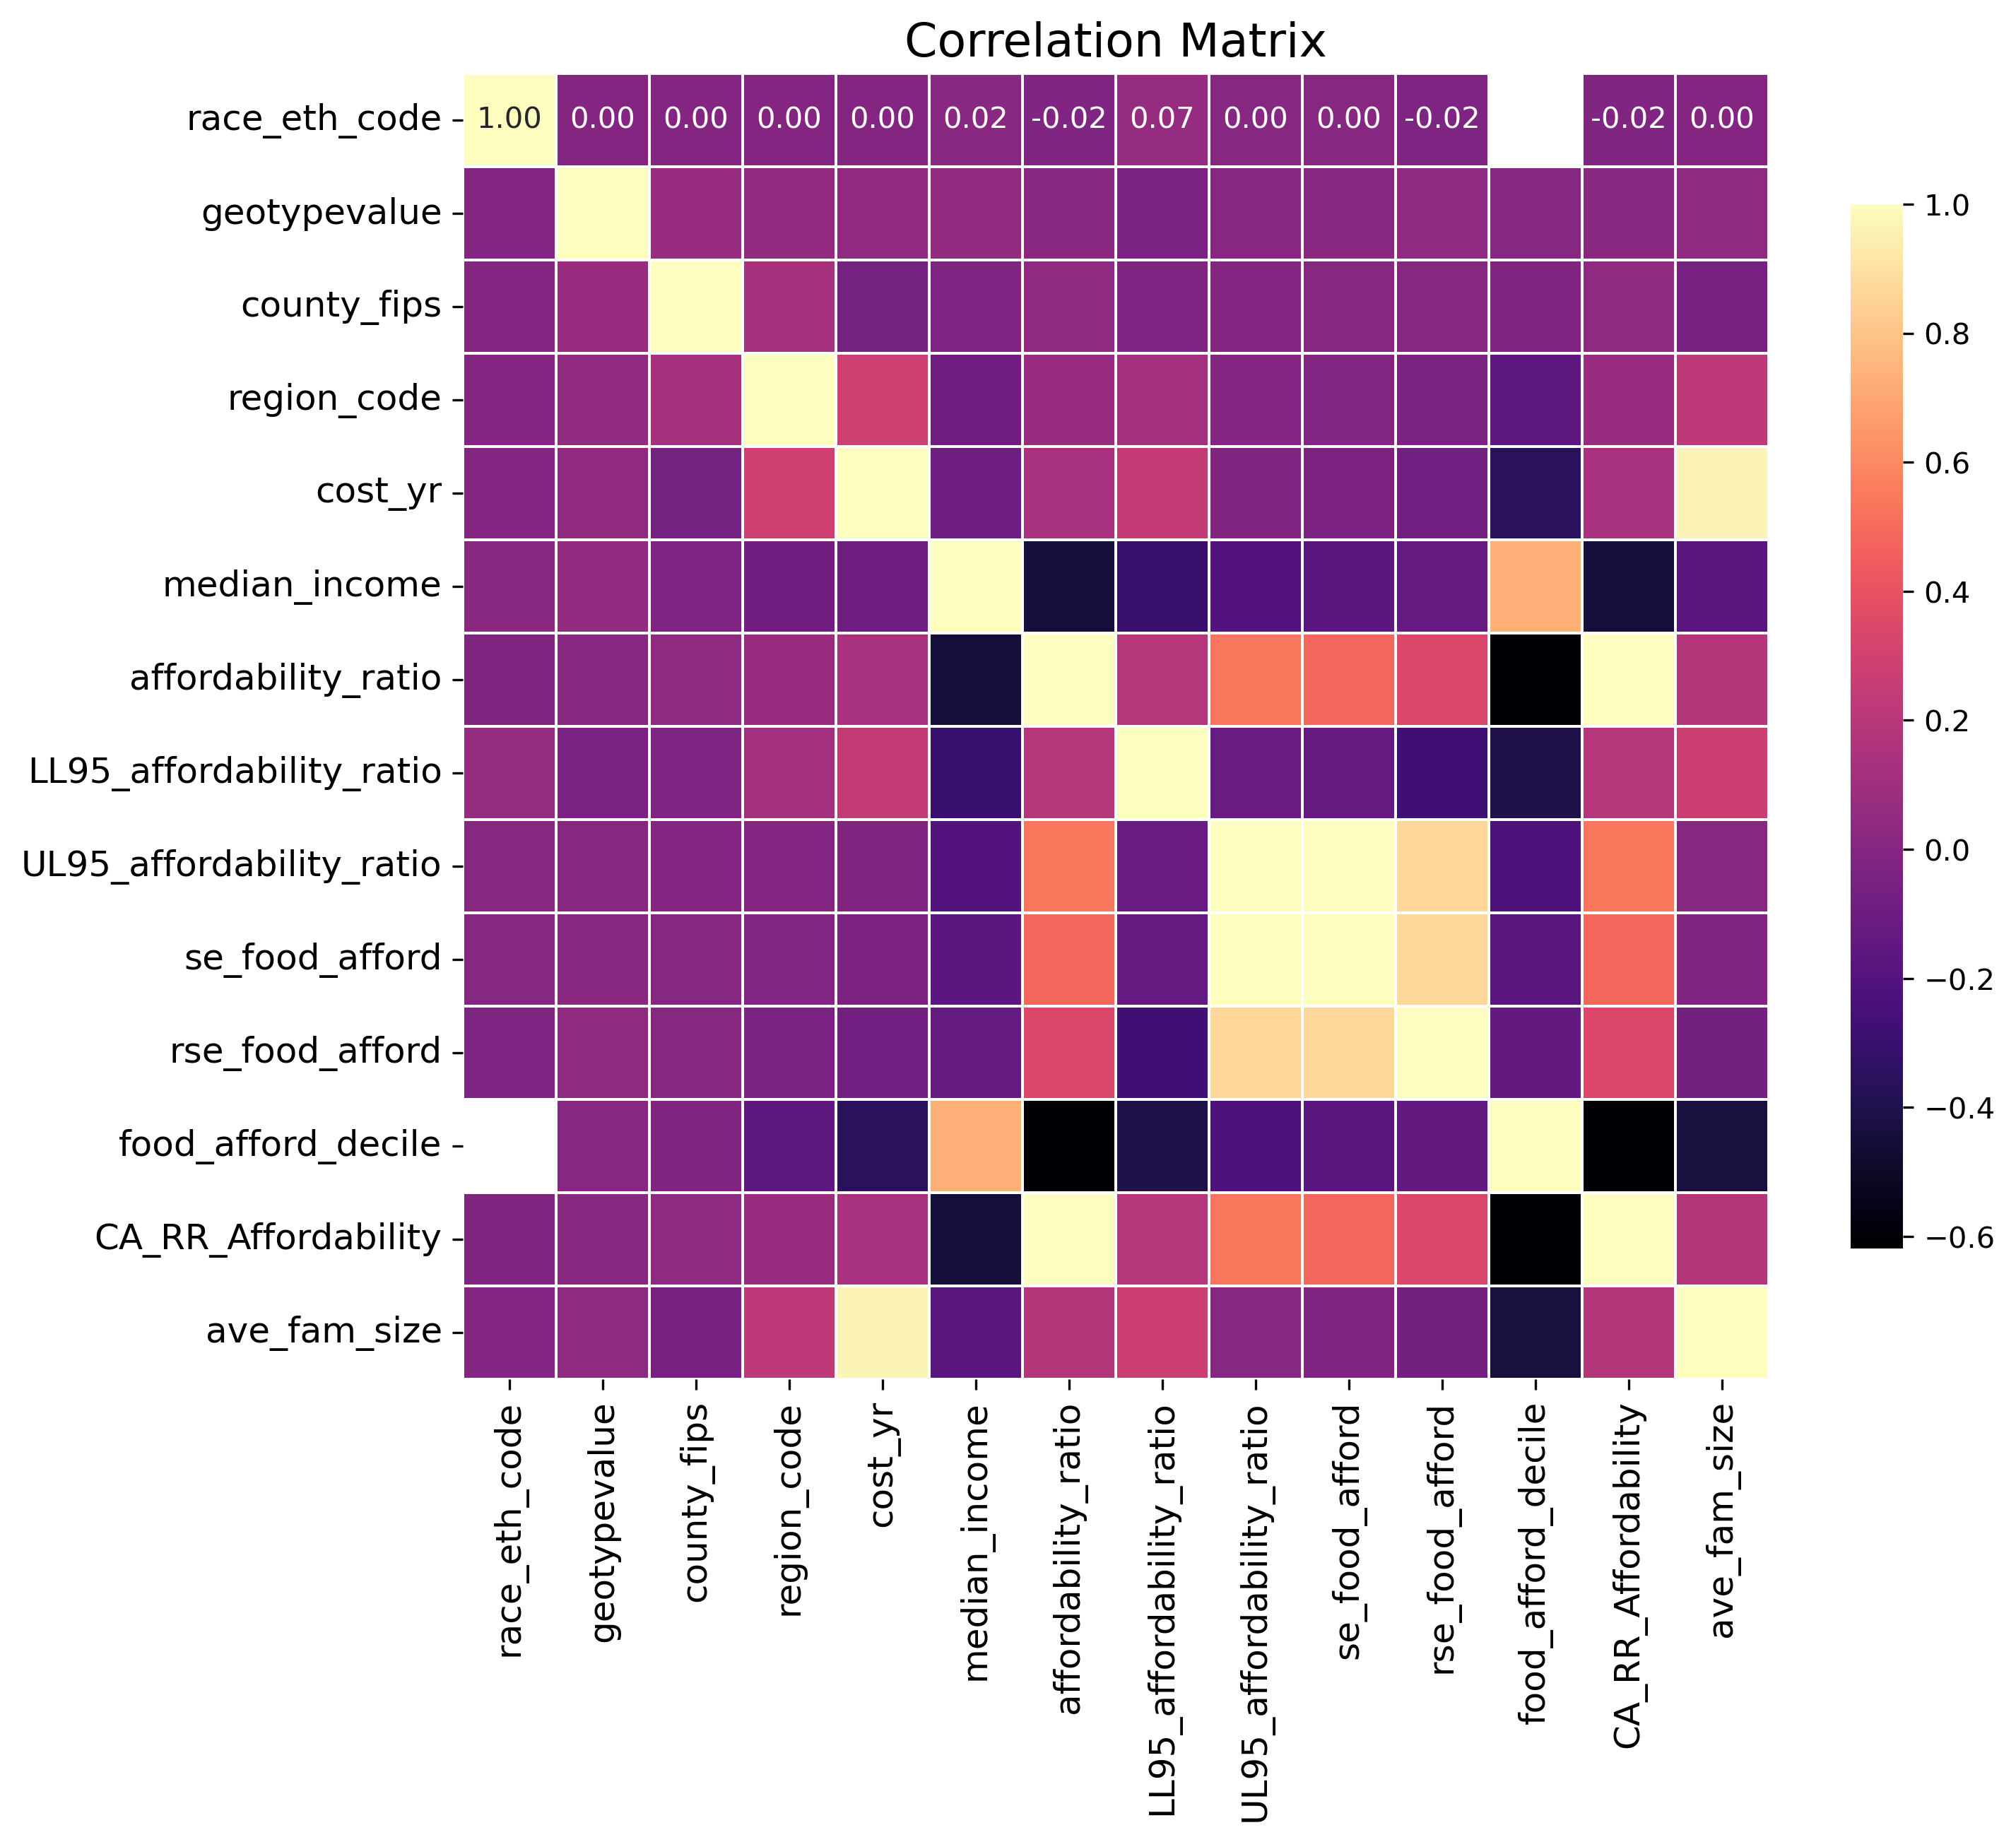 Correlation Matrix
race_eth_code
1.00 0.00 0.00 0.00 0.00 0.02 -0.02 0.07 0.00 0.00 -0.02 -0.02 0.00
geotypevalue
county_fips
region_code
cost_yr
median_income
affordability_ratio
LL95_affordability_ratio
UL95_affordability_ratio
se_food_afford
rse_food_afford
food_afford_decile
CA_RR_Affordability
ave_fam_size
race_eth_code
geotypevalue
county_fips
region_code
cost_yr
median_income
affordability_ratio
LL95_affordability_ratio
UL95_affordability_ratio
se_food_afford
rse_food_afford
food_afford_decile
CA_RR_Affordability
ave_fam_size
1.0
0.8
0.6
0.4
0.2
0.0
−0.2
−0.4
−0.6